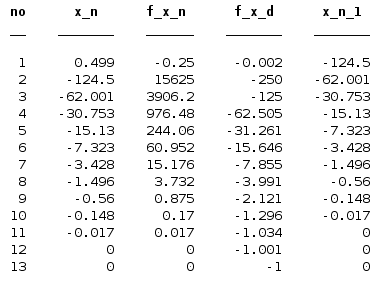 no x_n f_x_n f_x_d x_n_1
1 0.499 -0.25 -0.002 -124.5
2 -124.5 15625 -250 -62.001
3 -62.001 3906.2 -125 -30.753
4 -30.753 976.48 -62.505 -15.13
5 -15.13 244.06 -31.261 -7.323
6 -7.323 60.952 -15.646 -3.428
7 -3.428 15.176 -7.855 -1.496
8 -1.496 3.732 -3.991 -0.56
9 -0.56 0.875 -2.121 -0.148
10 -0.148 0.17 -1.296 -0.017
11 -0.017 0.017 -1.034 0
12 0 0 -1.001 0
13 0 0 -1 0